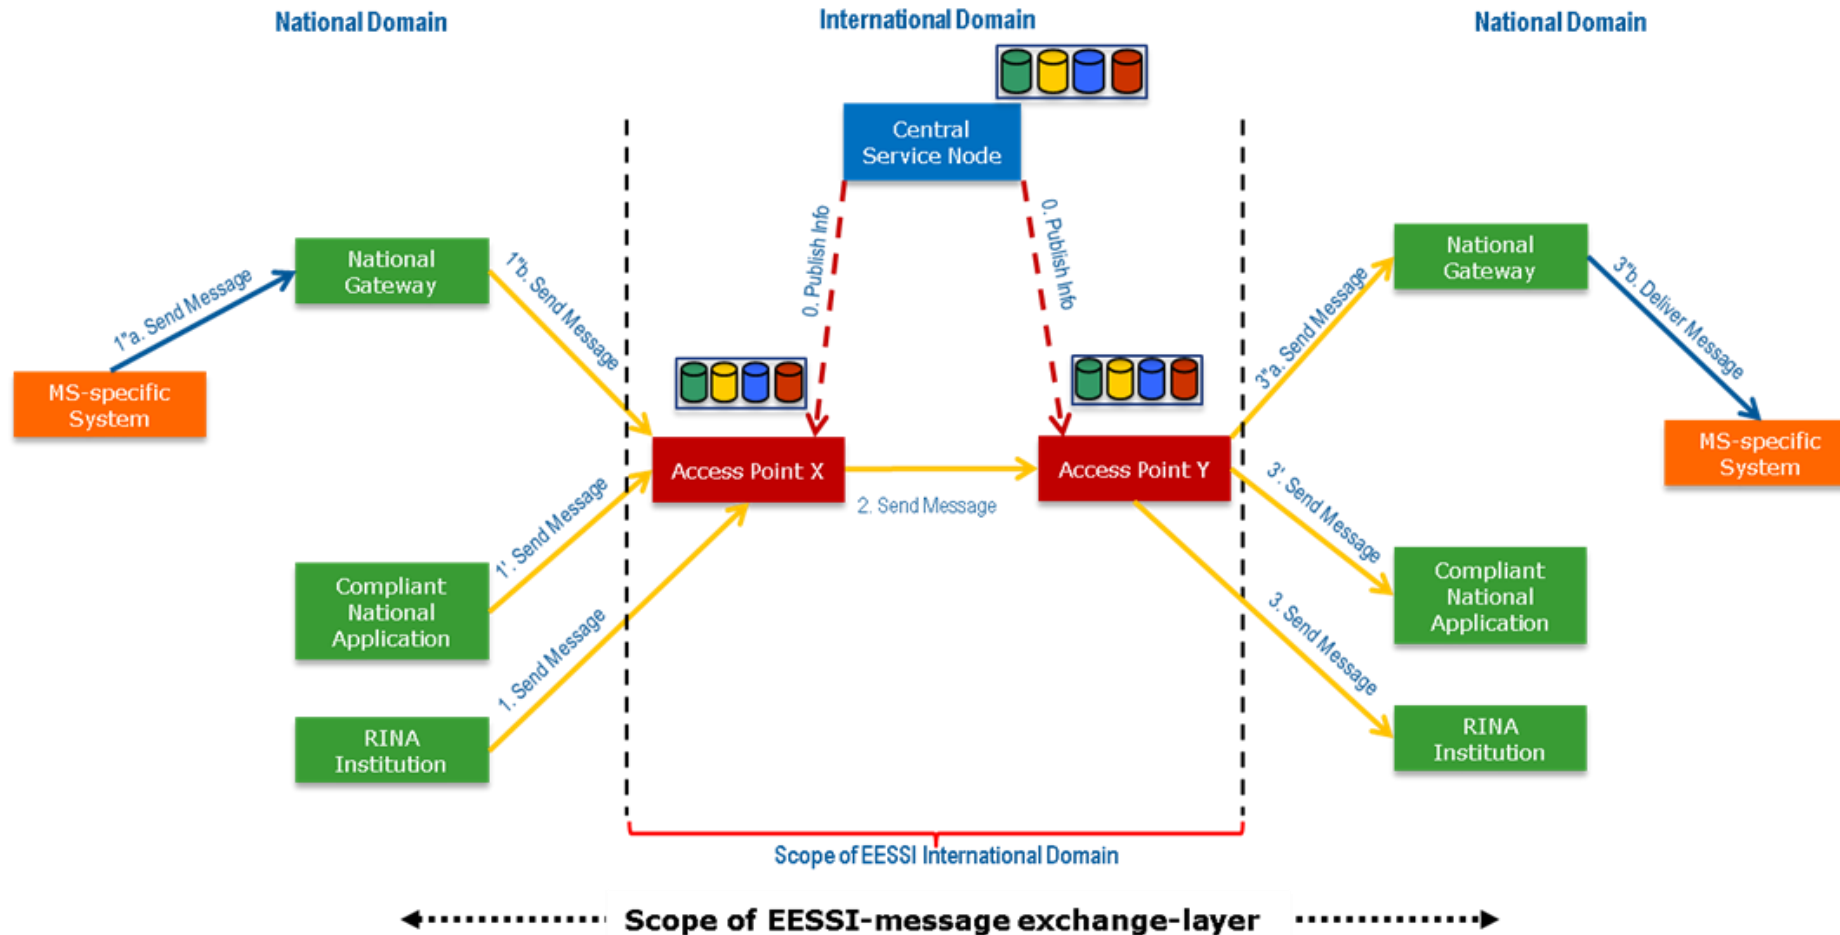 National Domain
International Domain
National Domain
Central
Service Node
0. Publish Info
0. Publish Info
National
Gateway
1"a. Send Message
1"b. Send Message
MS-specific
System
National
Gateway
3"a. Send Message
3"b. Deliver Message
MS-specific
System
Access Point X
2. Send Message
Access Point Y
1'. Send Message
Compliant
National
Application
1. Send Message
RINA
Institution
3'. Send Message
Compliant
National
Application
3. Send Message
RINA
Institution
Scope of EESSI International Domain
Scope of EESSI-message exchange-layer